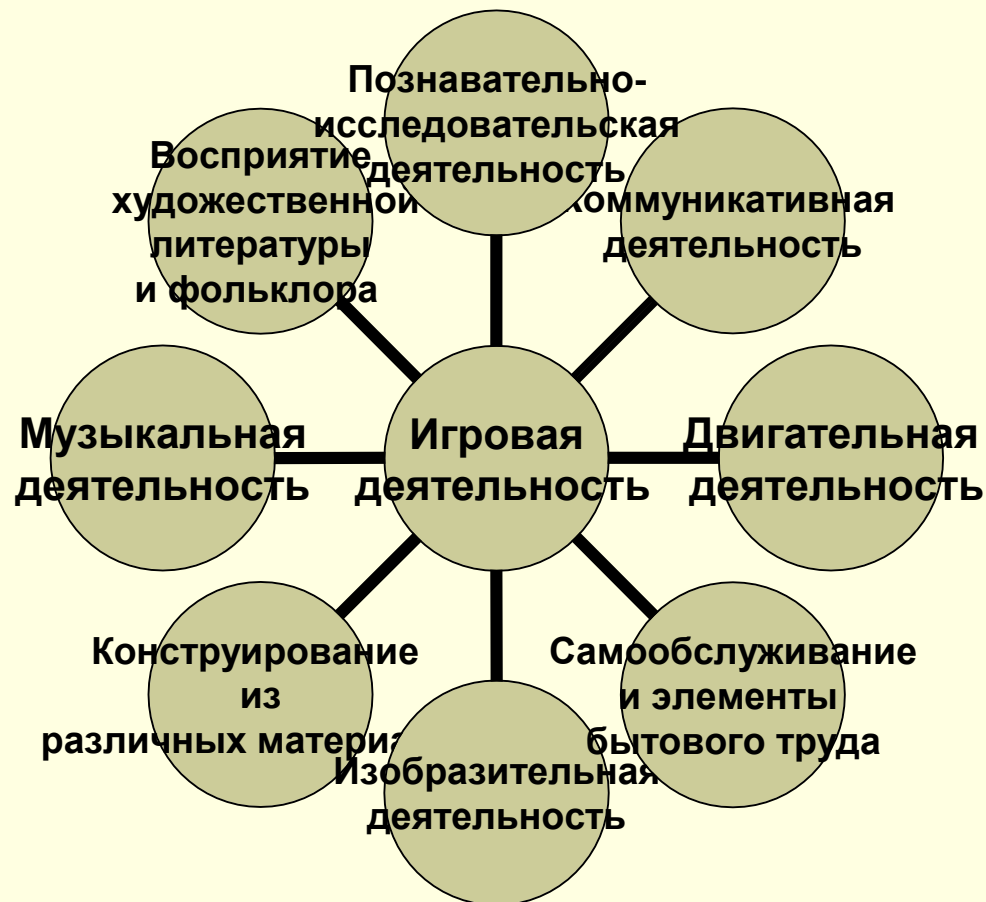 Познавательно-
исследовательская
деятельность
Коммуникативная
деятельность
Двигательная
деятельность
Самообслуживание
и элементы
бытового труда
Изобразительная
деятельность
Конструирование
из
различных
Музыкальная
деятельность
Восприятие
художественной
литературы
и фольклора
Игровая
деятельность